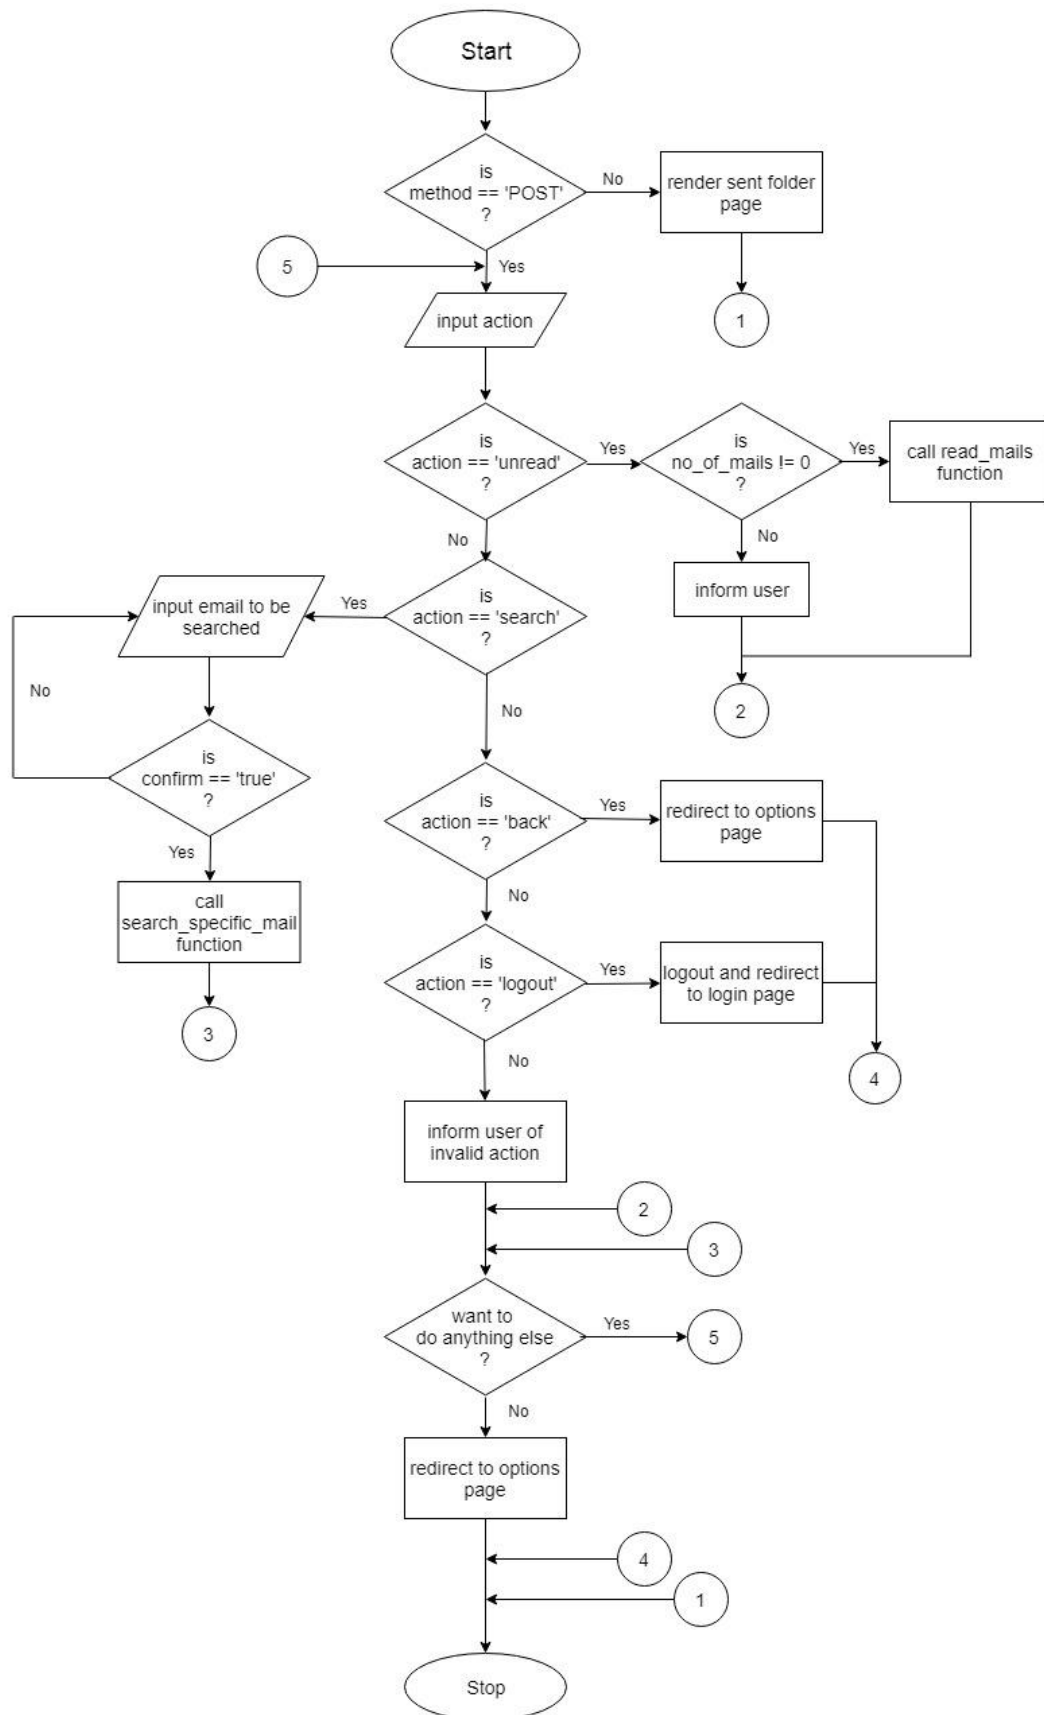 Start
is
method == 'POST'
?
No
render sent folder
page
5
Yes
1
input action
is
action == 'unread'
?
Yes
is
no_of_mails != 0
?
Yes
call read_mails
function
No
No
inform user
input email to be
searched
Yes
is
action == 'search'
?
No
No
2
is
confirm == 'true'
?
is
action == 'back'
?
Yes
redirect to options
page
Yes
No
call
search_specific_mail
function
is
action == 'logout'
?
Yes
logout and redirect
to login page
3
No
4
inform user of
invalid action
2
3
want to
do anything else
?
Yes
5
No
redirect to options
page
4
1
Stop